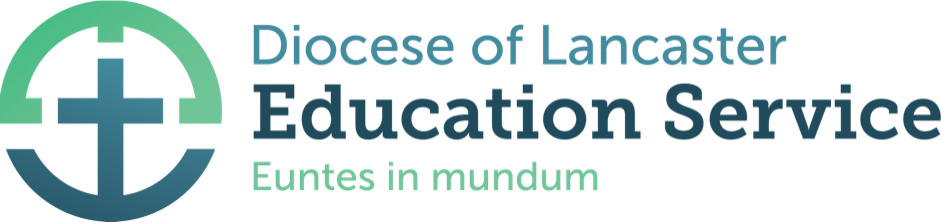 Diocese of Lancaster
Education Service
Euntes in mundum